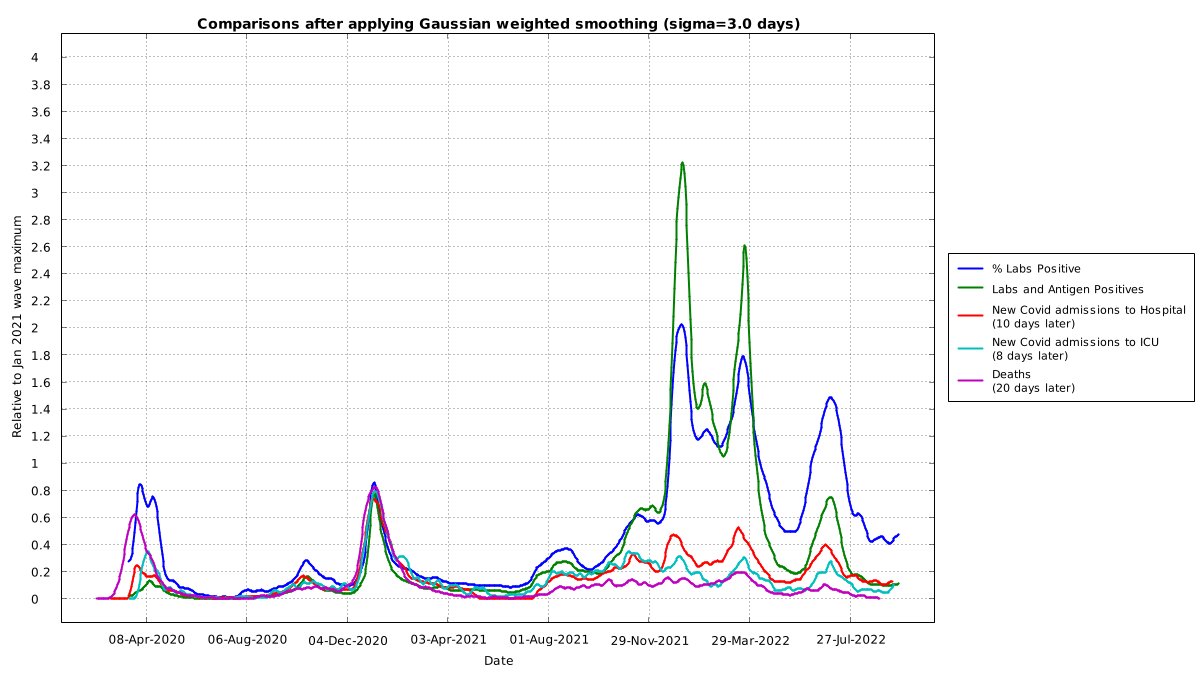 Comparisons after applying Gaussian weighted smoothing (sigma=3.0 days)
4
3.8
3.6
3.4
3.2
3
2.8
2.6
2.4
2.2
2
1.8
1.6
1.4
1.2
1
0.8
0.6
0.4
0.2
0
Relative to Jan 2021 wave maximum
08-Apr-2020
06-Aug-2020
04-Dec-2020
03-Apr-2021
01-Aug-2021
29-Nov-2021
29-Mar-2022
27-Jul-2022
Date
% Labs Positive
Labs and Antigen Positives
New Covid admissions to Hospital
(10 days later)
New Covid admissions to ICU
(8 days later)
Deaths
(20 days later)